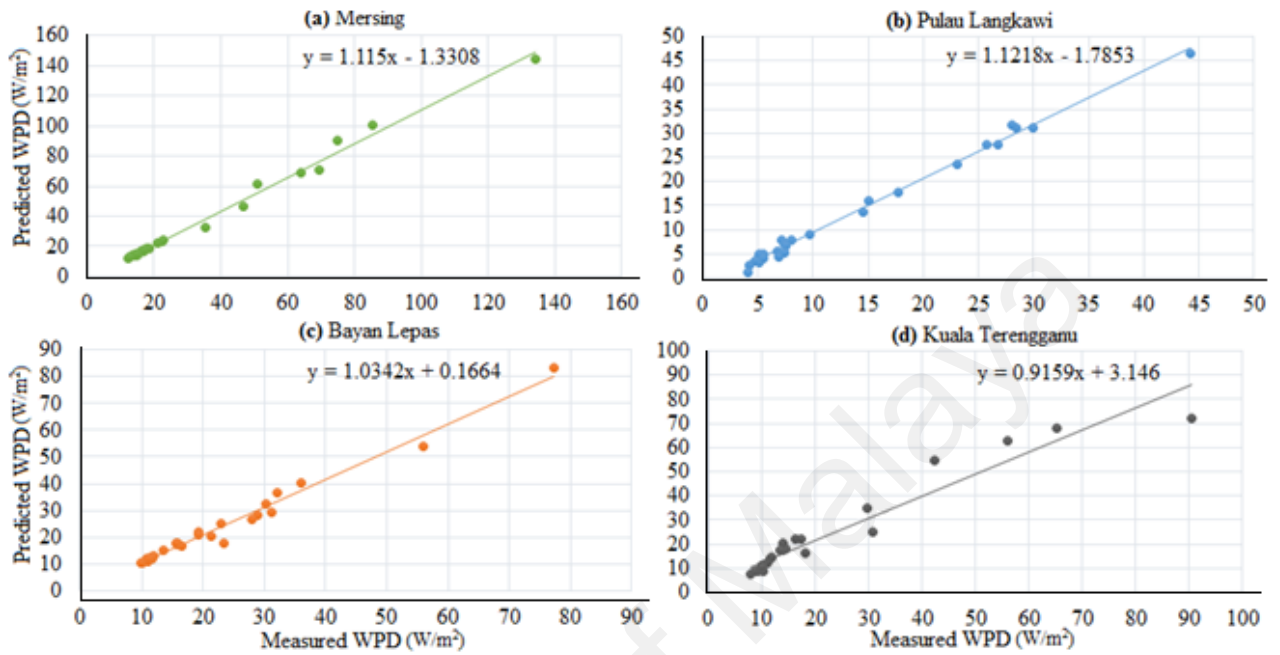 (a) Mersing
y = 1.115x - 1.3308
Predicted WPD (W/m²)
160
140
120
100
80
60
40
20
0
0 20 40 60 80 100 120 140 160
(b) Pulau Langkawi
y = 1.1218x - 1.7853
50
45
40
35
30
25
20
15
10
5
0
0 5 10 15 20 25 30 35 40 45 50
(c) Bayan Lepas
y = 1.0342x + 0.1664
Predicted WPD (W/m²)
90
80
70
60
50
40
30
20
10
0
0 10 20 30 40 50 60 70 80 90
Measured WPD (W/m²)
(d) Kuala Terengganu
y = 0.9159x + 3.146
100
90
80
70
60
50
40
30
20
10
0
0 10 20 30 40 50 60 70 80 90 100
Measured WPD (W/m²)
Malaya